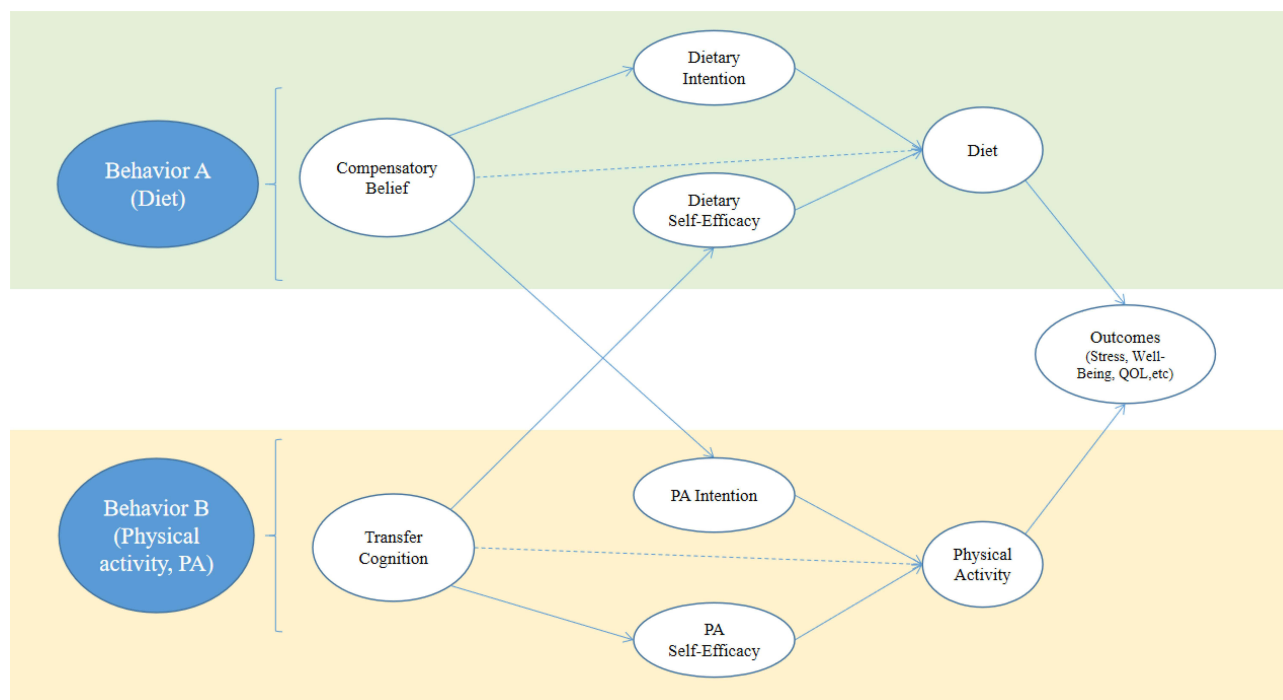 Behavior A
(Diet)
Compensatory
Belief
Dietary
Intention
Dietary
Self-Efficacy
Diet
Outcomes
(Stress, Well-
Being, QOL,etc)
Behavior B
(Physical
activity, PA)
Transfer
Cognition
PA Intention
PA
Self-Efficacy
Physical
Activity